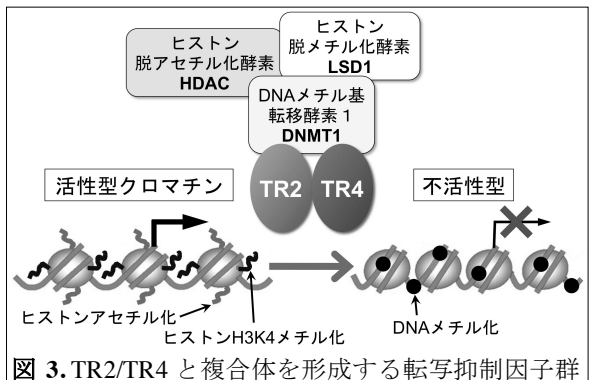 ヒストン
脱アセチル化酵素
HDAC
ヒストン
脱メチル化酵素
LSD1
DNAメチル基
転移酵素1
DNMT1
TR2
TR4
活性型クロマチン
不活性型
ヒストンアセチル化
ヒストンH3K4メチル化
DNAメチル化
図 3. TR2/TR4 と複合体を形成する転写抑制因子群